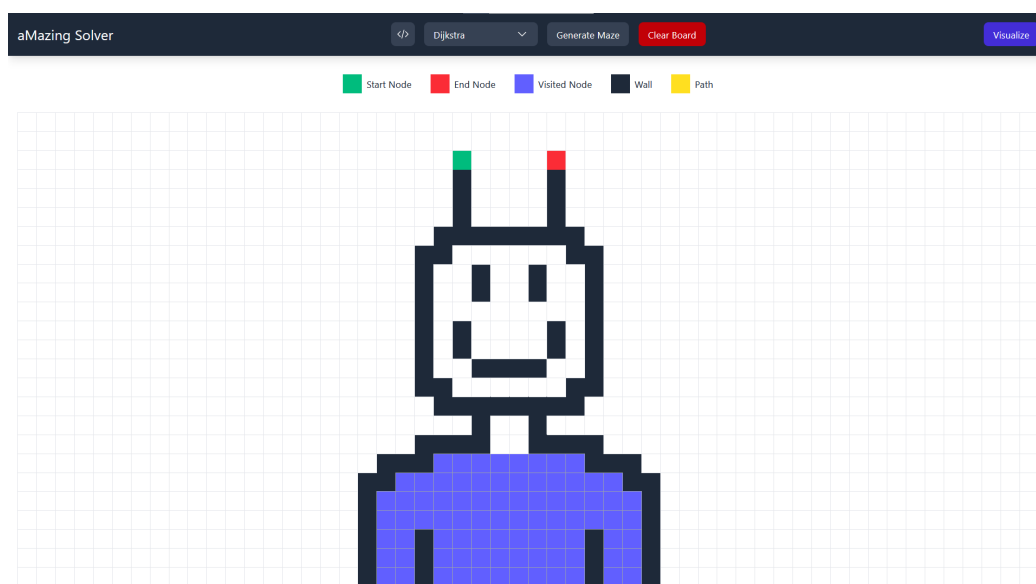 aMazing Solver
</>
Dijkstra
Generate Maze
Clear Board
Visualize
Start Node
End Node
Visited Node
Wall
Path